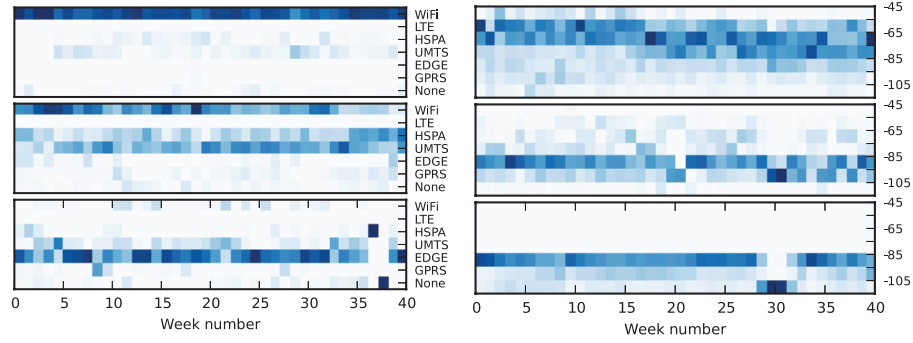 WiFi
LTE
HSPA
UMTS
EDGE
GPRS
None
WiFi
LTE
HSPA
UMTS
EDGE
GPRS
None
WiFi
LTE
HSPA
UMTS
EDGE
GPRS
None
0 5 10 15 20 25 30 35 40
Week number
-45
-65
-85
-105
-45
-65
-85
-105
-45
-65
-85
-105
0 5 10 15 20 25 30 35 40
Week number